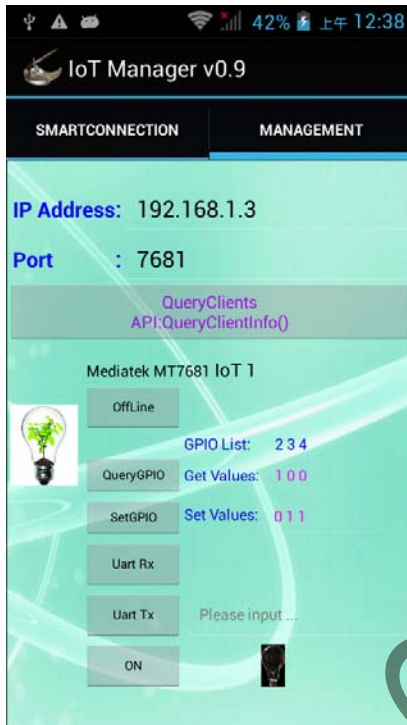 42% 上午 12:38
IoT Manager v0.9
SMARTCONNECTION MANAGEMENT
IP Address: 192.168.1.3
Port : 7681
QueryClients
API:QueryClientInfo()
Mediatek MT7681 IoT 1
OffLine
GPIO List: 2 3 4
QueryGPIO Get Values: 1 0 0
SetGPIO Set Values: 0 1 1
Uart Rx
Uart Tx Please input ...
ON